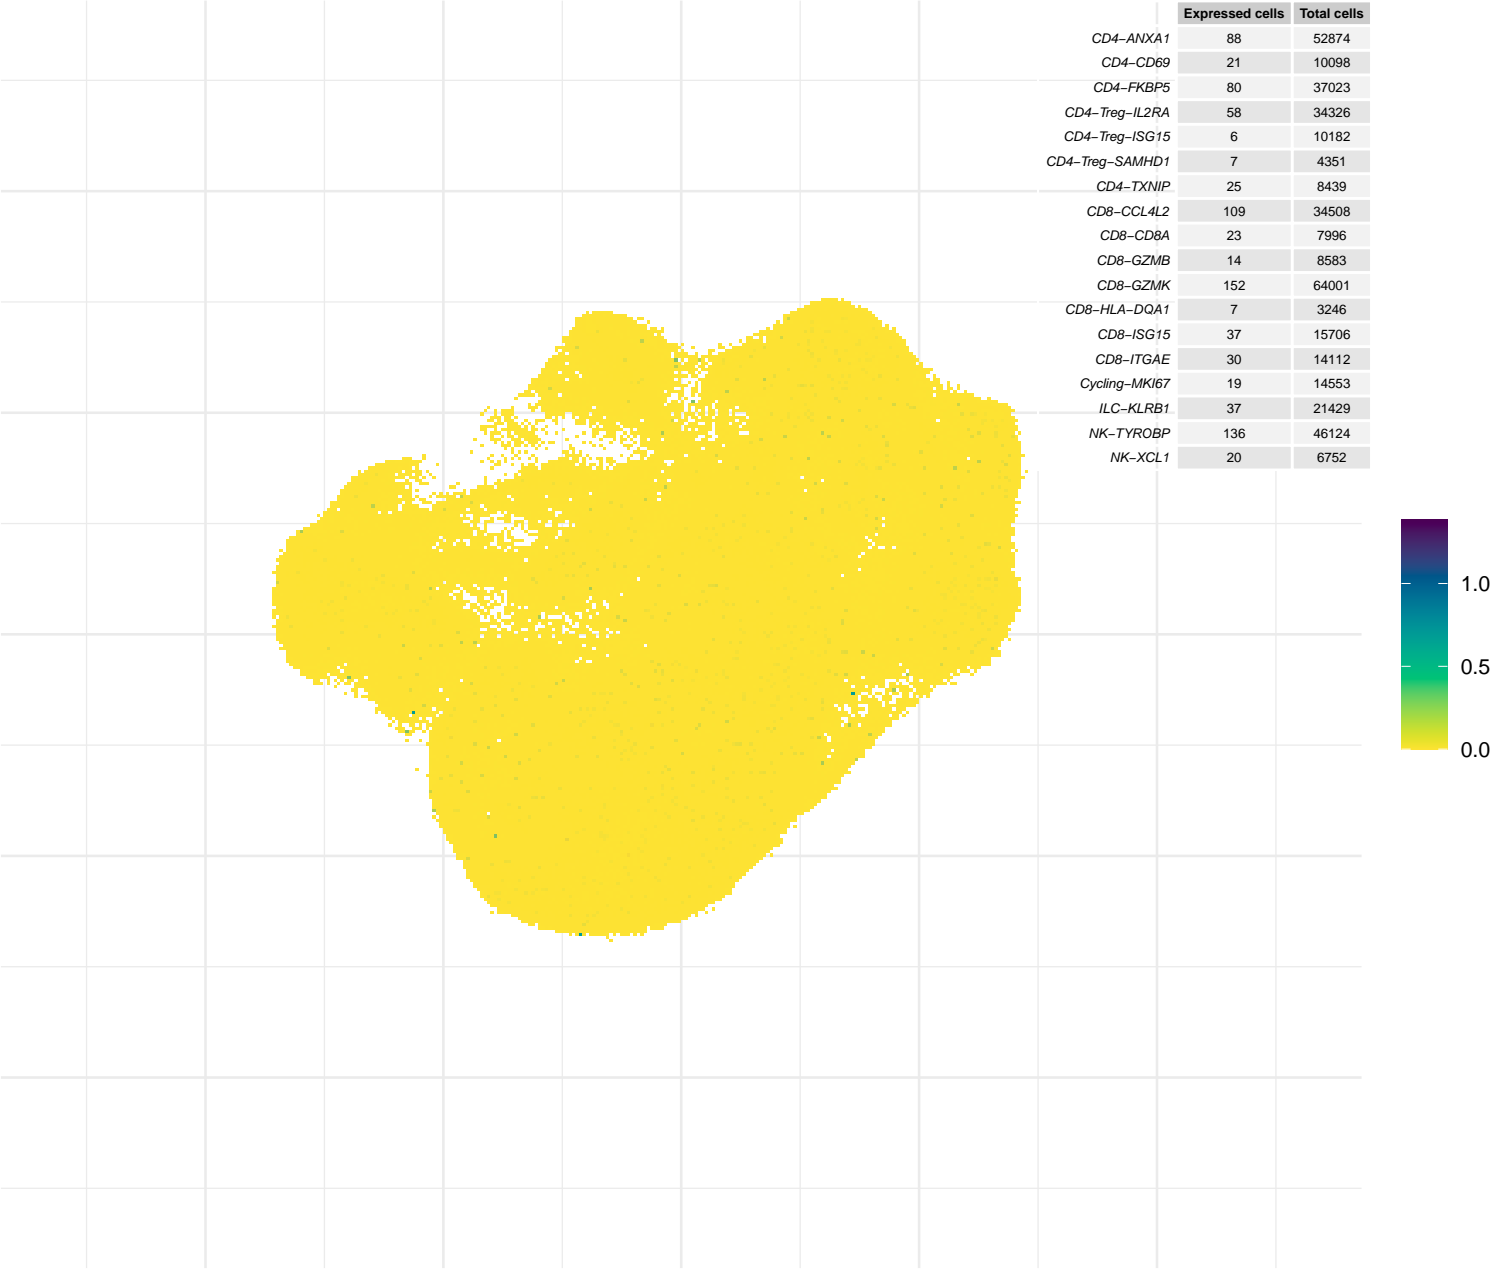 Expressed cells Total cells
CD4−ANXA1 88 52874
CD4−CD69 21 10098
CD4−FKBP5 80 37023
CD4−Treg−IL2RA 58 34326
CD4−Treg−ISG15 6 10182
CD4−Treg−SAMHD1 7 4351
CD4−TXNIP 25 8439
CD8−CCL4L2 109 34508
CD8−CD8A 23 7996
CD8−GZMB 14 8583
CD8−GZMK 152 64001
CD8−HLA−DQA1 7 3246
CD8−ISG15 37 15706
CD8−ITGAE 30 14112
Cycling−MKI67 19 14553
ILC−KLRB1 37 21429
NK−TYROBP 136 46124
NK−XCL1 20 6752
1.0
0.5
0.0